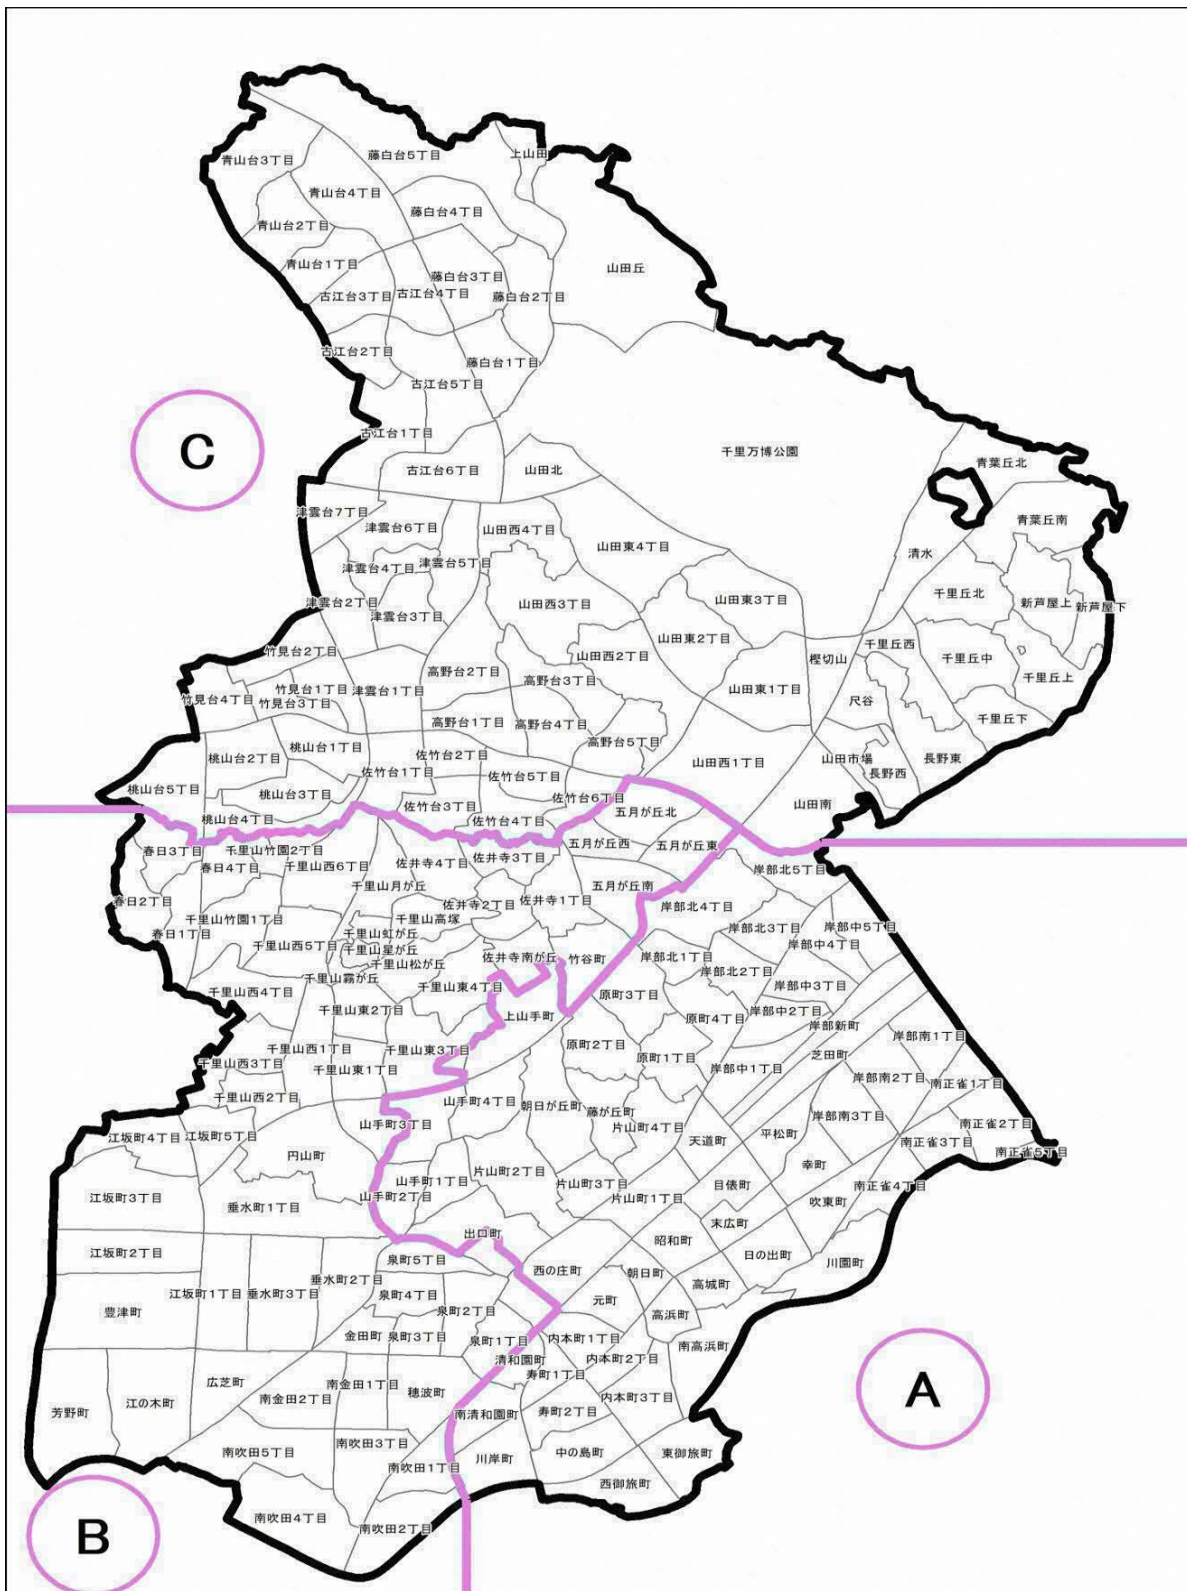 藤白台5丁目
上山田
青山台3丁目
青山台4丁目
藤白台4丁目
青山台2丁目
青山台1丁目
山田丘
藤白台3丁目
古江台3丁目
古江台4丁目
藤白台2丁目
古江台2丁目
藤白台1丁目
古江台5丁目
C
古江台1丁目
千里万博公園
古江台6丁目
山田北
青葉丘北
津雲台7丁目
津雲台6丁目
山田西4丁目
青葉丘南
山田東4丁目
清水
津雲台4丁目
津雲台5丁目
千里丘北
津雲台2丁目
山田西3丁目
山田東3丁目
新芦屋上
新芦屋下
津雲台3丁目
竹見台2丁目
山田西2丁目
山田東2丁目
樫切山
千里丘西
千里丘中
高野台2丁目
高野台3丁目
千里丘上
竹見台4丁目
竹見台1丁目
竹見台3丁目
津雲台1丁目
山田東1丁目
尺谷
高野台1丁目
高野台4丁目
千里丘下
高野台5丁目
桃山台2丁目
桃山台1丁目
佐竹台2丁目
山田西1丁目
山田市場
長野東
長野西
佐竹台1丁目
佐竹台5丁目
桃山台5丁目
桃山台3丁目
佐竹台3丁目
佐竹台6丁目
山田南
桃山台4丁目
佐竹台4丁目
五月が丘北
春日3丁目
千里山竹園2丁目
五月が丘西
五月が丘東
春日4丁目
千里山西6丁目
佐井寺4丁目
佐井寺3丁目
岸部北5丁目
千里山月が丘
五月が丘南
春日2丁目
佐井寺2丁目
佐井寺1丁目
岸部北4丁目
千里山竹園1丁目
千里山高塚
春日1丁目
千里山虹が丘
岸部北3丁目
岸部中5丁目
千里山西5丁目
千里山星が丘
岸部中4丁目
千里山松が丘
佐井寺南が丘
竹谷町
岸部北1丁目
岸部北2丁目
千里山霧が丘
千里山東4丁目
岸部中3丁目
千里山西4丁目
原町3丁目
千里山東2丁目
上山手町
原町4丁目
岸部中2丁目
岸部新町
千里山西1丁目
千里山東3丁目
原町2丁目
岸部南1丁目
千里山西3丁目
千里山東1丁目
原町1丁目
岸部中1丁目
芝田町
岸部南2丁目
南正雀1丁目
千里山西2丁目
山手町4丁目
朝日が丘町
藤が丘町
岸部南3丁目
山手町3丁目
片山町4丁目
天道町
平松町
南正雀2丁目
江坂町4丁目
江坂町5丁目
南正雀3丁目
南正雀5丁目
円山町
片山町2丁目
幸町
山手町1丁目
片山町3丁目
目俵町
南正雀4丁目
江坂町3丁目
山手町2丁目
片山町1丁目
吹東町
垂水町1丁目
末広町
出口町
昭和町
江坂町2丁目
泉町5丁目
西の庄町
朝日町
日の出町
川園町
垂水町2丁目
江坂町1丁目
垂水町3丁目
泉町4丁目
元町
高城町
豊津町
泉町2丁目
高浜町
金田町
泉町3丁目
泉町1丁目
内本町1丁目
南高浜町
清和園町
内本町2丁目
広芝町
南金田1丁目
寿町1丁目
A
南金田2丁目
穂波町
内本町3丁目
江の木町
芳野町
南清和園町
寿町2丁目
南吹田5丁目
南吹田3丁目
中の島町
東御旅町
川岸町
南吹田1丁目
西御旅町
南吹田4丁目
南吹田2丁目
B